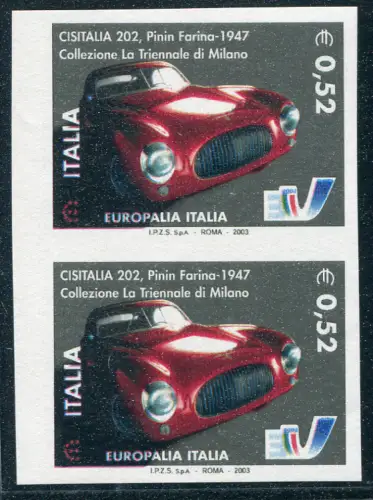 CISITALIA 202, Pinin Farina-1947
Collezione La Triennale di Milano
€ 0,52
ITALIA
EUROPALIA ITALIA
I.P.Z.S. S.p.A. - ROMA - 2003
CISITALIA 202, Pinin Farina-1947
Collezione La Triennale di Milano
€ 0,52
ITALIA
EUROPALIA ITALIA
I.P.Z.S. S.p.A. - ROMA - 2003